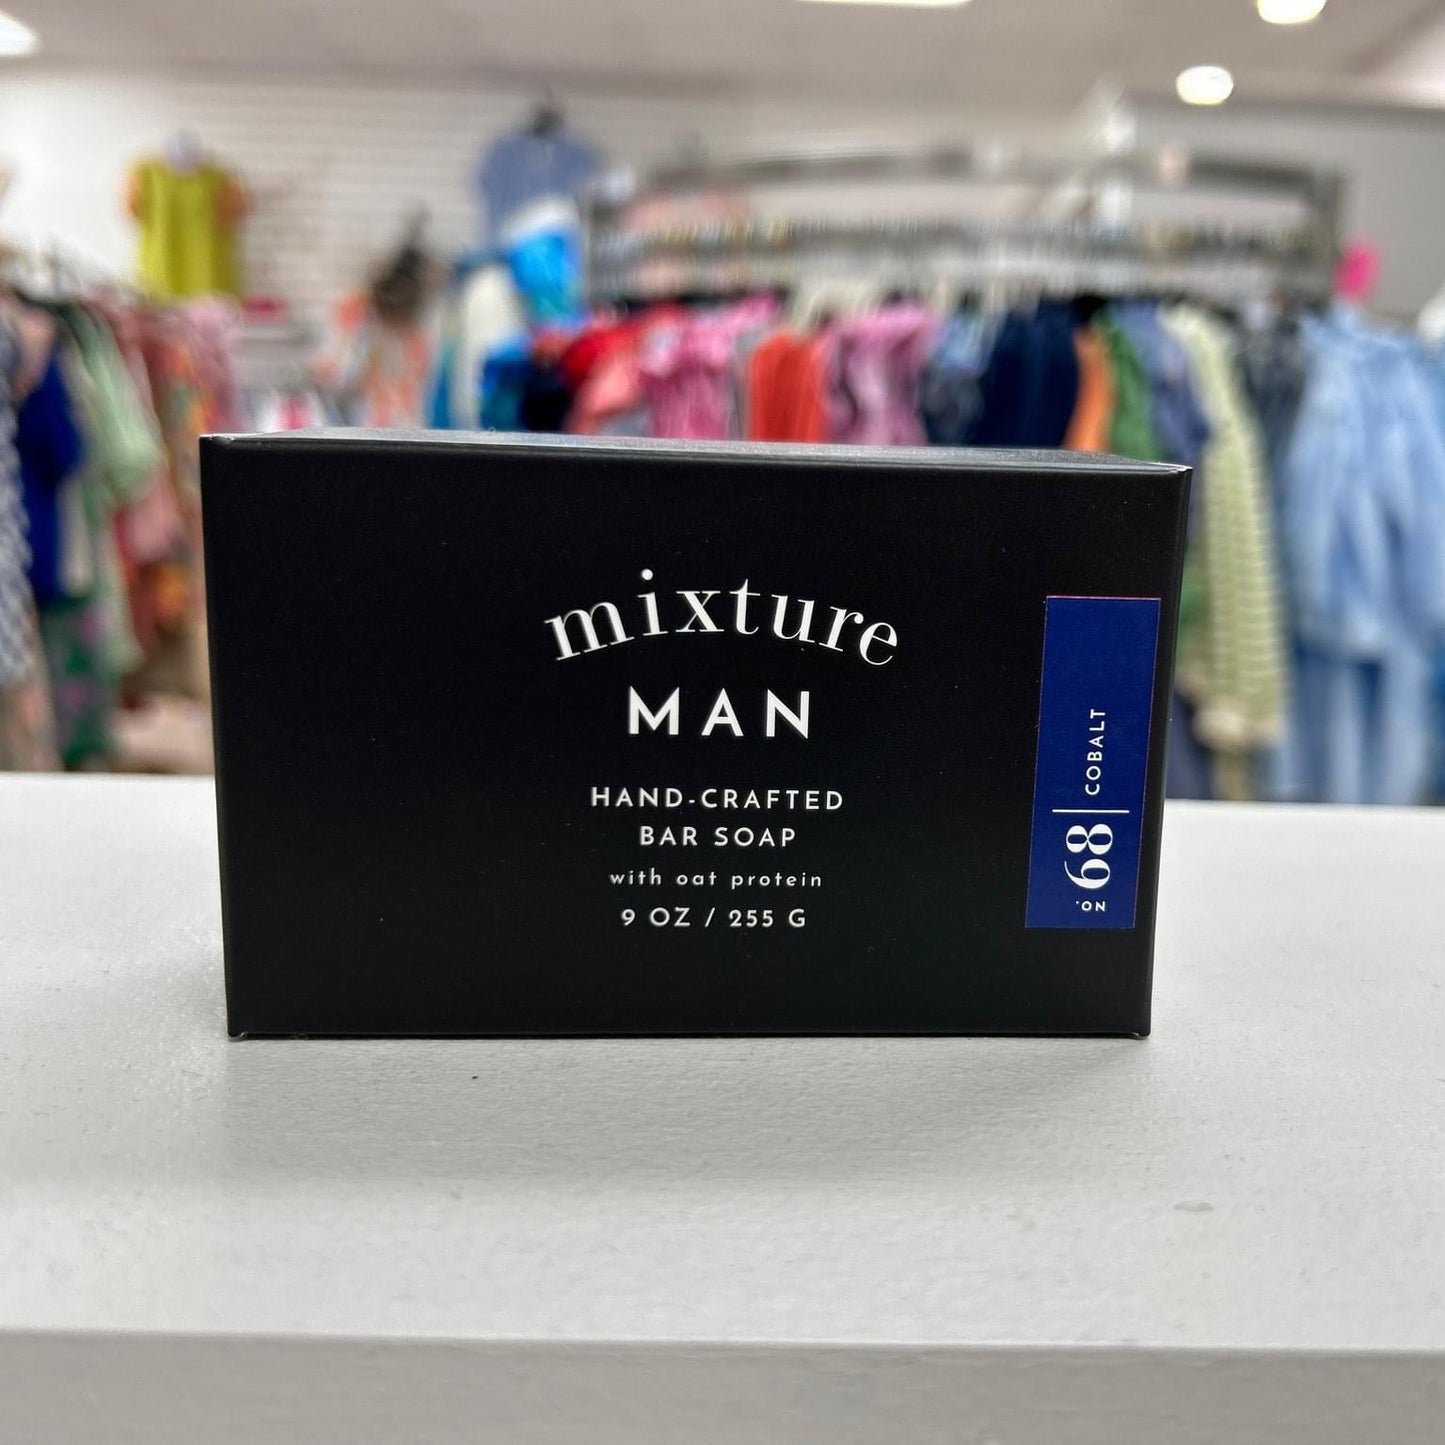 mixture
MAN
HAND-CRAFTED
BAR SOAP
with oat protein
9 OZ / 255 G
NO. 68 | COBALT